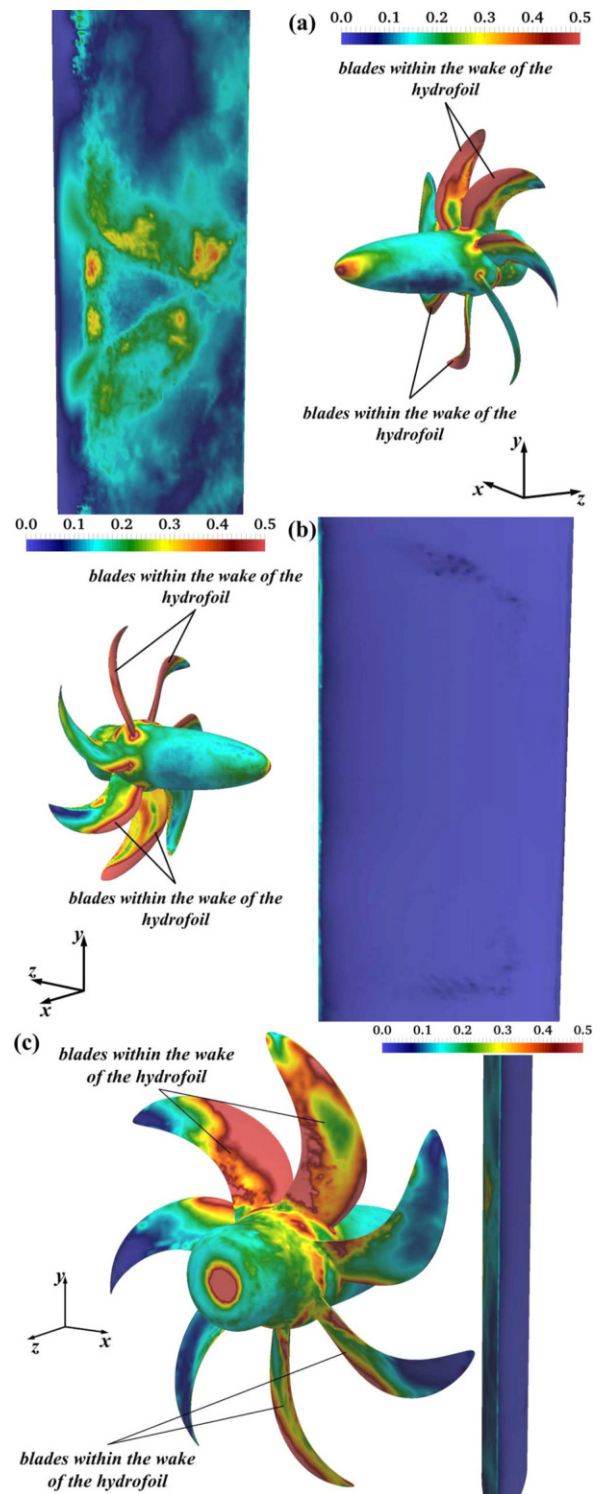 (a)
0.0 0.1 0.2 0.3 0.4 0.5
blades within the wake of the
hydrofoil
blades within the wake of the
hydrofoil
y
x
z
0.0 0.1 0.2 0.3 0.4 0.5
(b)
blades within the wake of the
hydrofoil
blades within the wake of the
hydrofoil
y
z
x
(c)
0.0 0.1 0.2 0.3 0.4 0.5
blades within the wake
of the hydrofoil
y
z
x
blades within the wake
of the hydrofoil